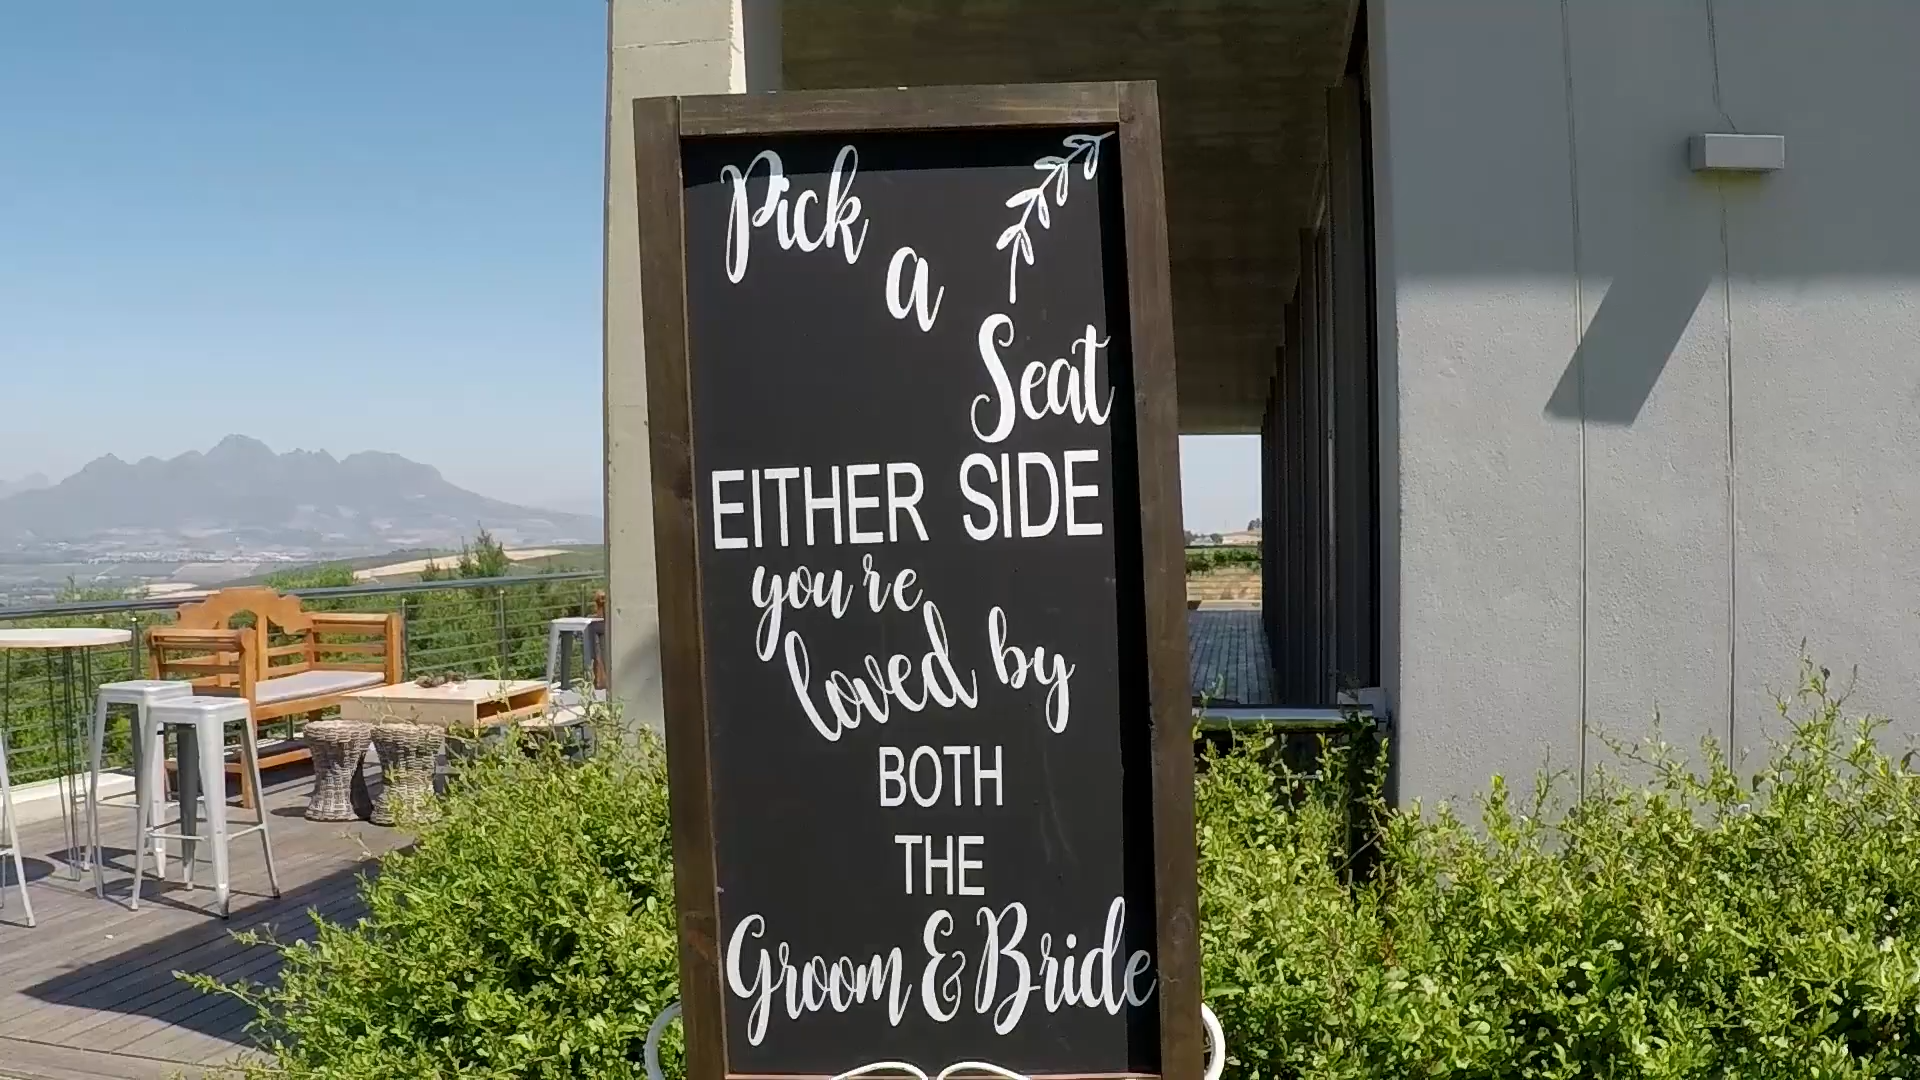 Pick
a
Seat
EITHER SIDE
you're
loved by
BOTH
THE
Groom & Bride